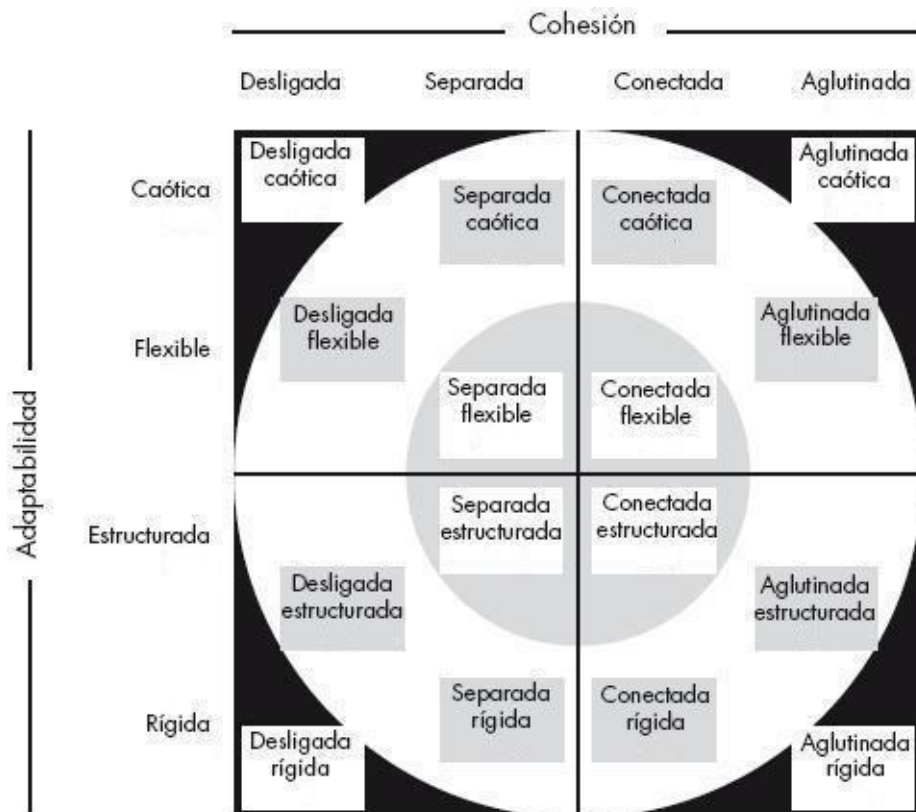 Cohesión
Desligada Separada Conectada Aglutinada
Adaptabilidad
Caótica
Desligada
caótica
Separada
caótica
Conectada
caótica
Aglutinada
caótica
Flexible
Desligada
flexible
Separada
flexible
Conectada
flexible
Aglutinada
flexible
Estructurada
Separada
estructurada
Conectada
estructurada
Desligada
estructurada
Aglutinada
estructurada
Rígida
Desligada
rígida
Separada
rígida
Conectada
rígida
Aglutinada
rígida